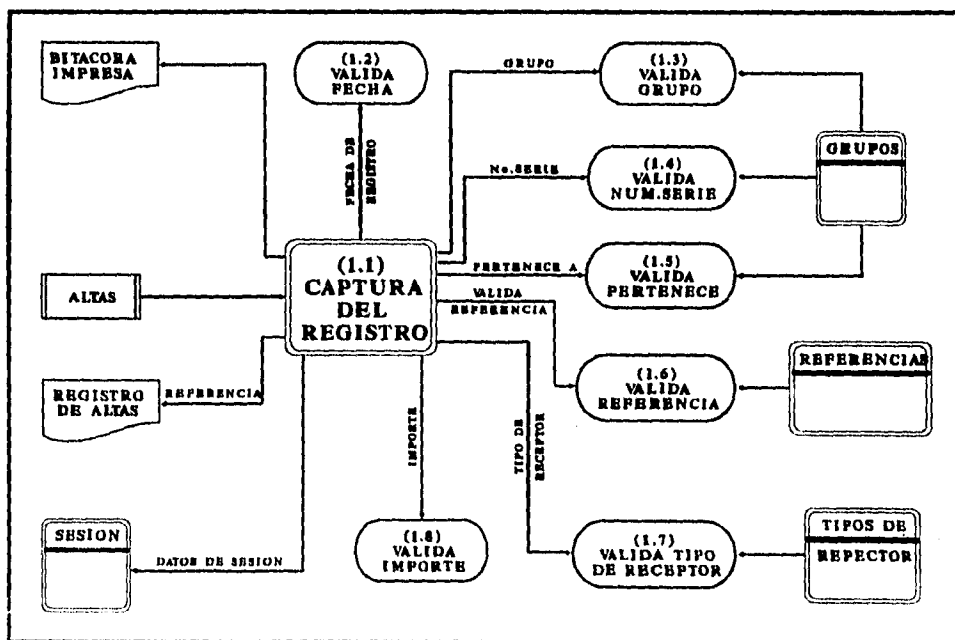 BITACORA
IMPRESA
(1.2)
VALIDA
FECHA
GRUPO
(1.3)
VALIDA
GRUPO
GRUPOS
FECHA DE
REGISTRO
No.SERIE
(1.4)
VALIDA
NUM.SERIE
(1.1)
CAPTURA
DEL
REGISTRO
PERTENECE A
(1.5)
VALIDA
PERTENECE
ALTAS
VALIDA
REFERENCIA
REFERENCIAS
(1.6)
VALIDA
REFERENCIA
REGISTRO
DE ALTAS
REFERENCIA
IMPORTE
TIPO DE
RECEPTOR
SESION
DATOS DE SESION
(1.8)
VALIDA
IMPORTE
(1.7)
VALIDA TIPO
DE RECEPTOR
TIPOS DE
REPECTOR